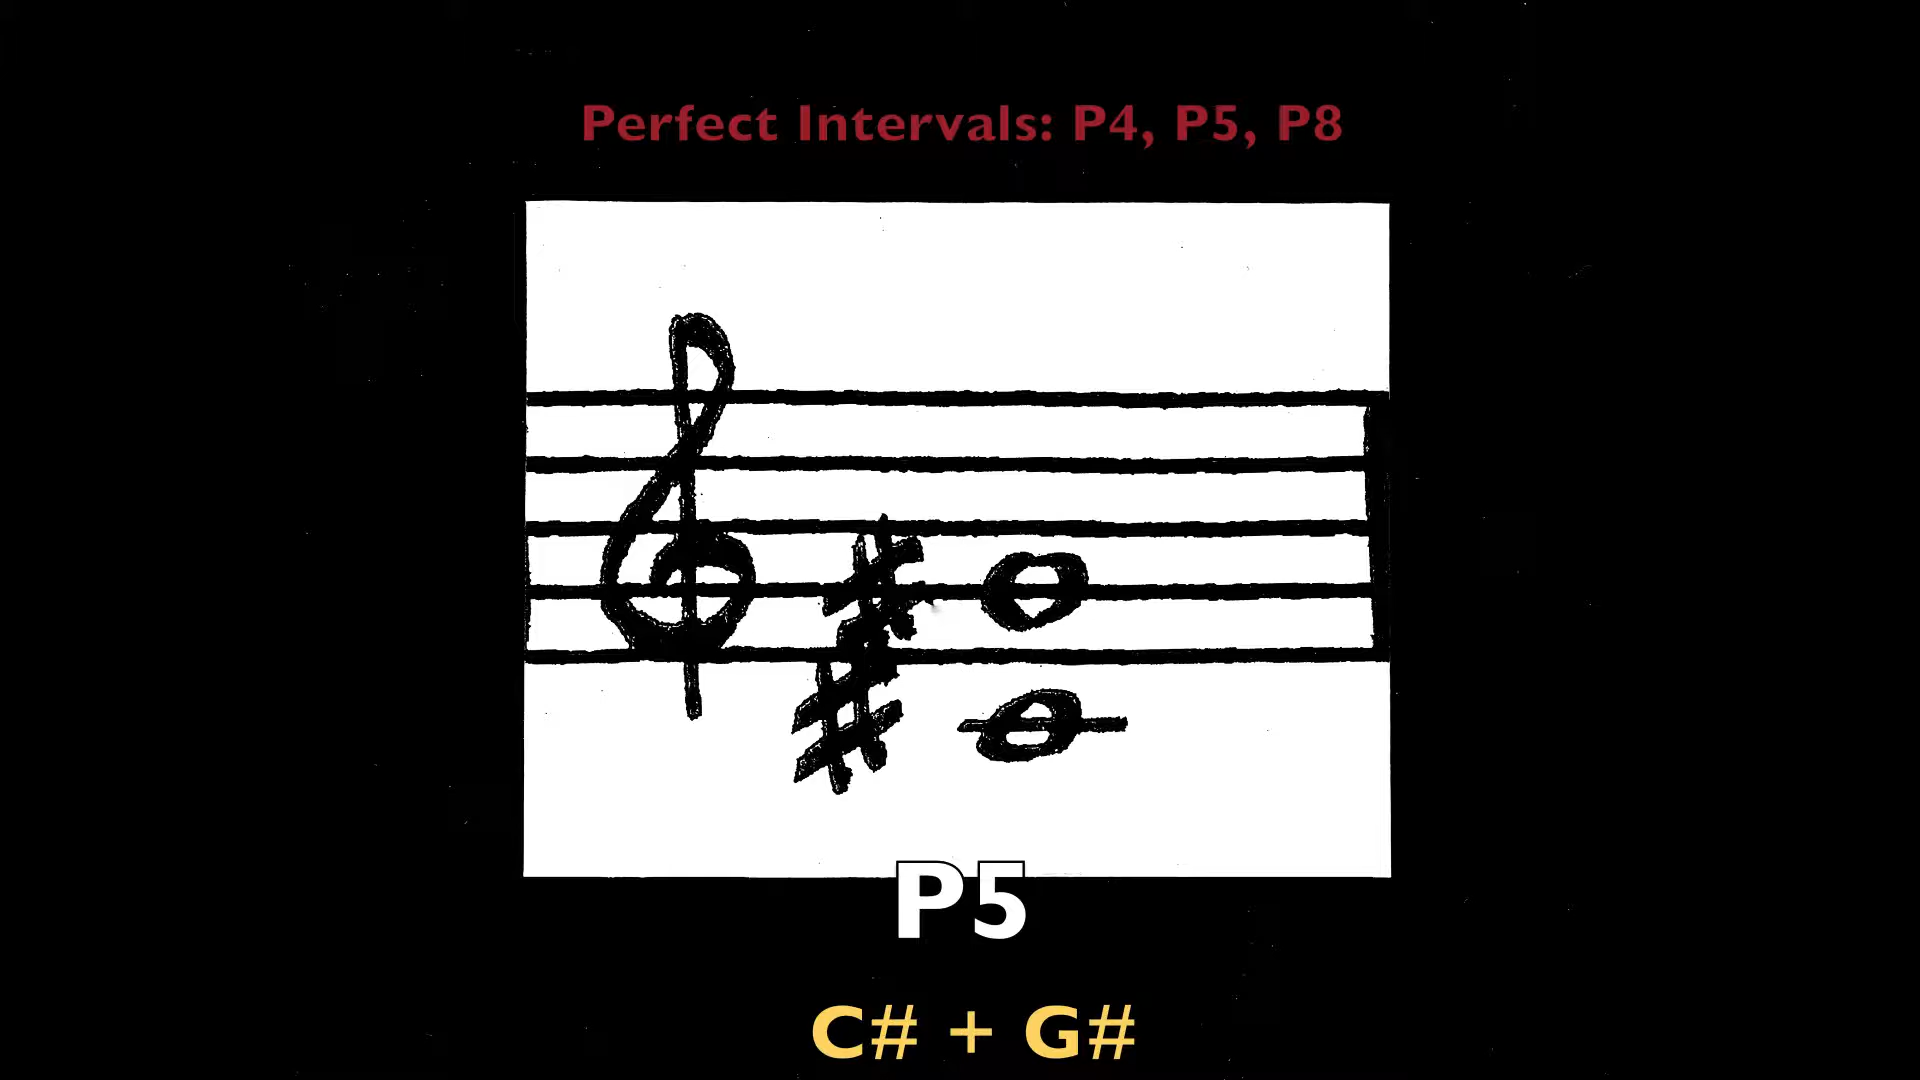 Perfect Intervals: P4, P5, P8
P5
C# + G#